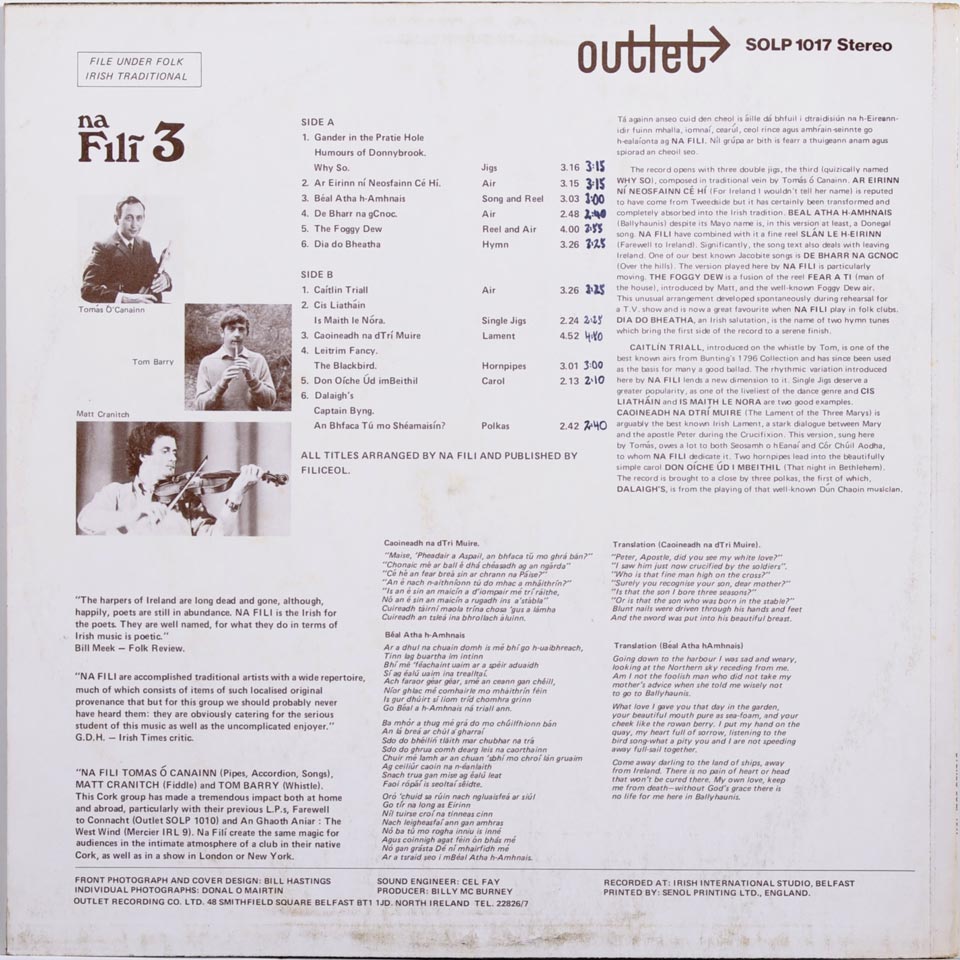 FILE UNDER FOLK
IRISH TRADITIONAL
outlet
SOLP 1017 Stereo
na
Filĩ 3
Tomás Ó'Canainn
Tom Barry
Matt Cranitch
SIDE A
1. Gander in the Pratie Hole
Humours of Donnybrook.
Why So. Jigs 3.16 3:15
2. Ar Eirinn ní Neosfainn Cé Hí. Air 3.15 3:15
3. Béal Atha h-Amhnais Song and Reel 3.03 3:00
4. De Bharr na gCnoc. Air 2.48 2:40
5. The Foggy Dew Reel and Air 4.00 2:55
6. Dia do Bheatha Hymn 3.26 3:25
SIDE B
1. Caítlin Triall Air 3.26 3:25
2. Cis Liatháin
Is Maith le Nóra. Single Jigs 2.24 2:25
3. Caoineadh na dTrí Muire Lament 4.52 4:40
4. Leitrim Fancy.
The Blackbird. Hornpipes 3.01 3:00
5. Don Oíche Úd imBeithil Carol 2.13 2:10
6. Dalaigh's
Captain Byng.
An Bhfaca Tū mo Shéamaisín? Polkas 2.42 2:40
ALL TITLES ARRANGED BY NA FILI AND PUBLISHED BY
FILICEOL.
Tá againn anseo cuid den cheol is áille dá bhfuil i dtraidisiún na h-Eireann-
idir fuinn mhalla, iomnaí, cearúl, ceol rince agus amhráin-seinnte go
h-ealaíonta ag NA FILI. Níl grúpa ar bith is fearr a thuigeann anam agus
spiorad an cheoil seo.
The record opens with three double jigs, the third (quizically named
WHY SO), composed in traditional vein by Tomás ó Canainn. AR EIRINN
NÍ NEOSFAINN CÉ HÍ (For Ireland I wouldn't tell her name) is reputed
to have come from Tweedside but it has certainly been transformed and
completely absorbed into the Irish tradition. BEAL ATHA H-AMHNAIS
(Ballyhaunis) despite its Mayo name is, in this version at least, a Donegal
song. NA FILI have combined with it a fine reel SLÁN LE H-EIRINN
(Farewell to Ireland). Significantly, the song text also deals with leaving
Ireland. One of our best known Jacobite songs is DE BHARR NA GCNOC
(Over the hills). The version played here by NA FILI is particularly
moving. THE FOGGY DEW is a fusion of the reel FEAR A TI (man of
the house), introduced by Matt, and the well-known Foggy Dew air.
This unusual arrangement developed spontaneously during rehearsal for
a T.V. show and is now a great favourite when NA FILI play in folk clubs.
DIA DO BHEATHA, an Irish salutation, is the name of two hymn tunes
which bring the first side of the record to a serene finish.
CAITLÍN TRIALL, introduced on the whistle by Tom, is one of the
best known airs from Bunting's 1796 Collection and has since been used
as the basis for many a good ballad. The rhythmic variation introduced
here by NA FILI lends a new dimension to it. Single Jigs deserve a
greater popularity, as one of the liveliest of the dance genre and CIS
LIATHÁIN and IS MAITH LE NORA are two good examples.
CAOINEADH NA DTRÍ MUIRE (The Lament of the Three Marys) is
arguably the best known Irish Lament, a stark dialogue between Mary
and the apostle Peter during the Crucifixion. This version, sung here
by Tomás, owes a lot to both Seosamh o hEanaí and Cór Chúil Aodha,
to whom NA FILI dedicate it. Two hornpipes lead into the beautifully
simple carol DON OÍCHE ÚD I MBEITHIL (That night in Bethlehem).
The record is brought to a close by three polkas, the first of which,
DALAIGH'S, is from the playing of that well-known Dún Chaoin musician.
"The harpers of Ireland are long dead and gone, although,
happily, poets are still in abundance. NA FILI is the Irish for
the poets. They are well named, for what they do in terms of
Irish music is poetic."
Bill Meek — Folk Review.
"NA FILI are accomplished traditional artists with a wide repertoire,
much of which consists of items of such localised original
provenance that but for this group we should probably never
have heard them: they are obviously catering for the serious
student of this music as well as the uncomplicated enjoyer."
G.D.H. — Irish Times critic.
"NA FILI TOMAS Ó CANAINN (Pipes, Accordion, Songs),
MATT CRANITCH (Fiddle) and TOM BARRY (Whistle).
This Cork group has made a tremendous impact both at home
and abroad, particularly with their previous L.P.s, Farewell
to Connacht (Outlet SOLP 1010) and An Ghaoth Aniar : The
West Wind (Mercier IRL 9). Na Filí create the same magic for
audiences in the intimate atmosphere of a club in their native
Cork, as well as in a show in London or New York.
Caoineadh na dTri Muire.
"Maise, 'Pheadair a Aspail, an bhfaca tū mo ghrá bán?"
"Chonaic mé ar ball é dhá chéasadh ag an ngárda"
"Cé hé an fear breá sin ar chrann na Páise?"
"An é nach n-aithníonn tú do mhac a mháithrín?"
"Is an é sin an maicín a d'iompair mé trí ráithe,
Nó an é sin an maicín a rugadh ins a'stábla"
Cuireadh táirní maola trína chosa 'gus a lámha
Cuireadh an tsleá ina bhrollach áluinn.
Béal Atha h-Amhnais
Ar a dhul na chuain domh is mé bhí go h-uaibhreach,
Tinn lag buartha im intinn
Bhí mé 'féachaint uaim ar a spéir aduaidh
Sí ag éalú uaim ina trealltaí.
Ach faraor géar géar, smé an ceann gan chéill,
Níor ghlac mé comhairle mo mháithrín féin
Is gur dhúirt sí liom tríd chomhra grinn
Go Béal a h-Amhnais ná triall ann.
Ba mhór a thug mé grá do mo chúilfhionn bán
An lá breá ar chúl a'gharraí
Sdo do bhéilín tláith mar chubhar na trá
Sdo do ghrua comh dearg leis na caorthainn
Chuir mé lamh ar an chuan 'sbhí mo chroí lán gruaim
Ag ceiliúr caoin na n-éanlaith
Snach trua gan mise ag éalú leat
Faoi rópaí is seoltaí séidte.
Oró 'chuid sa rúin nach ngluaisfeá ar siúl
Go tír na long as Eirinn
Níl tuirse croí na tinneas cinn
Nach leigheasfaí ann gan amhras
Nó ba tú mo rogha inniu is inné
Agus coinnigh agat féin ón bhás mé
Nó gan grásta Dé ní mhairfidh mé
Ar a tsraid seo i mBéal Atha h-Amhnais.
Translation (Caoineadh na dTrí Muire).
"Peter, Apostle, did you see my white love?"
"I saw him just now crucified by the soldiers".
"Who is that fine man high on the cross?"
"Surely you recognise your son, dear mother?"
"Is that the son I bore three seasons?"
"Or is that the son who was born in the stable?"
Blunt nails were driven through his hands and feet
And the sword was put into his beautiful breast.
Translation (Béal Atha hAmhnais)
Going down to the harbour I was sad and weary,
looking at the Northern sky receding from me.
Am I not the foolish man who did not take my
mother's advice when she told me wisely not
to go to Ballyhaunis.
What love I gave you that day in the garden,
your beautiful mouth pure as sea-foam, and your
cheek like the rowan berry. I put my hand on the
quay, my heart full of sorrow, listening to the
bird song-what a pity you and I are not speeding
away full-sail together.
Come away darling to the land of ships, away
from Ireland. There is no pain of heart or head
that won't be cured there. My own love, keep
me from death—without God's grace there is
no life for me here in Ballyhaunis.
FRONT PHOTOGRAPH AND COVER DESIGN: BILL HASTINGS
INDIVIDUAL PHOTOGRAPHS: DONAL O MAIRTIN
OUTLET RECORDING CO. LTD. 48 SMITHFIELD SQUARE BELFAST BT1 1JD. NORTH IRELAND TEL. 22826/7
SOUND ENGINEER: CEL FAY
PRODUCER: BILLY MC BURNEY
RECORDED AT: IRISH INTERNATIONAL STUDIO, BELFAST
PRINTED BY: SENOL PRINTING LTD., ENGLAND.